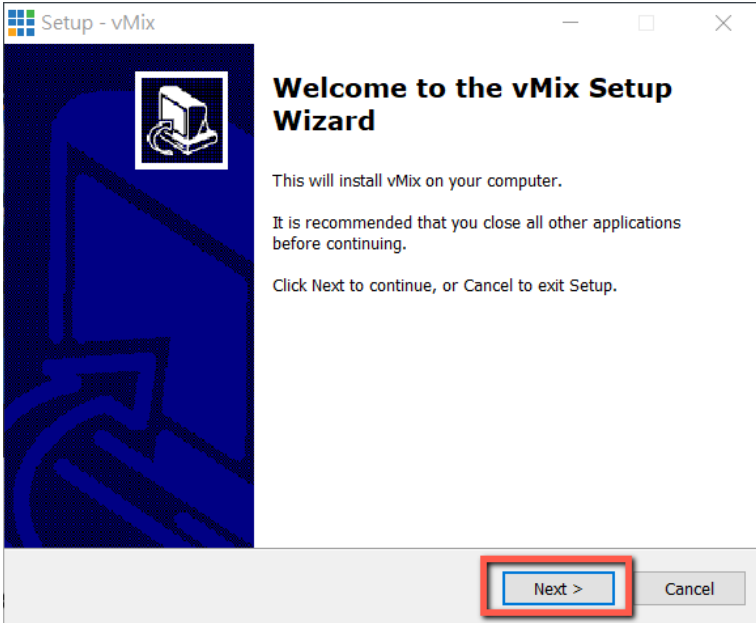 Setup - vMix
Welcome to the vMix Setup
Wizard
This will install vMix on your computer.
It is recommended that you close all other applications
before continuing.
Click Next to continue, or Cancel to exit Setup.
Next >
Cancel